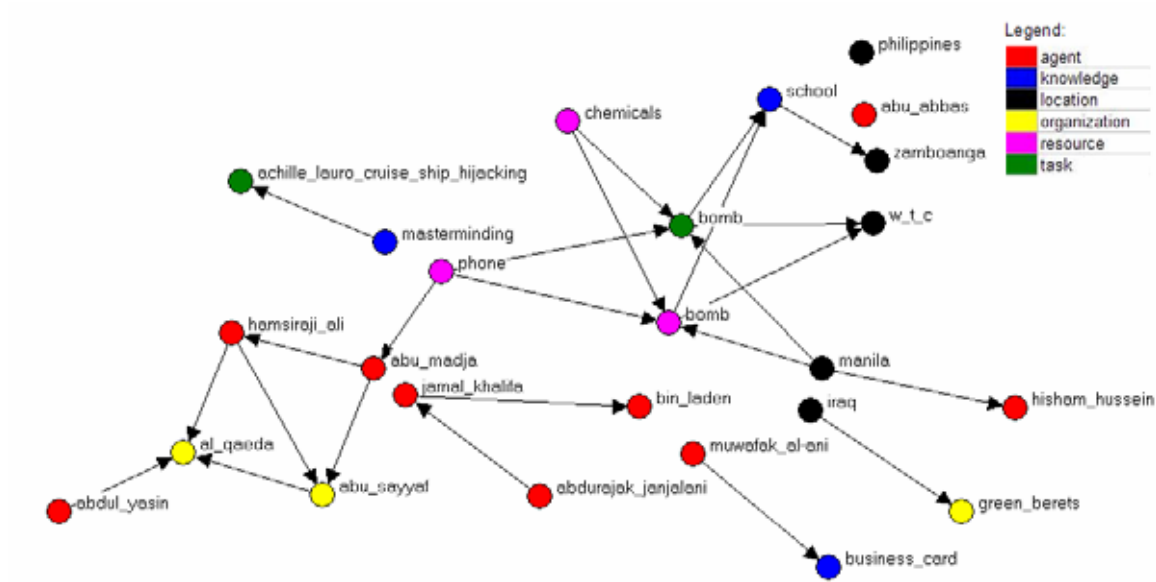 Legend:
agent
knowledge
location
organization
resource
task
philippines
school
abu_abbas
chemicals
zamboanga
achille_lauro_cruise_ship_hijacking
bomb
w_t_c
masterminding
phone
bomb
hamsiraji_ali
abu_madja
manila
jamal_khalifa
bin_laden
iraq
hisham_hussein
al_qaeda
muwafak_al-ani
abu_sayyaf
abdurajak_janjalani
abdul_yasin
green_berets
business_card